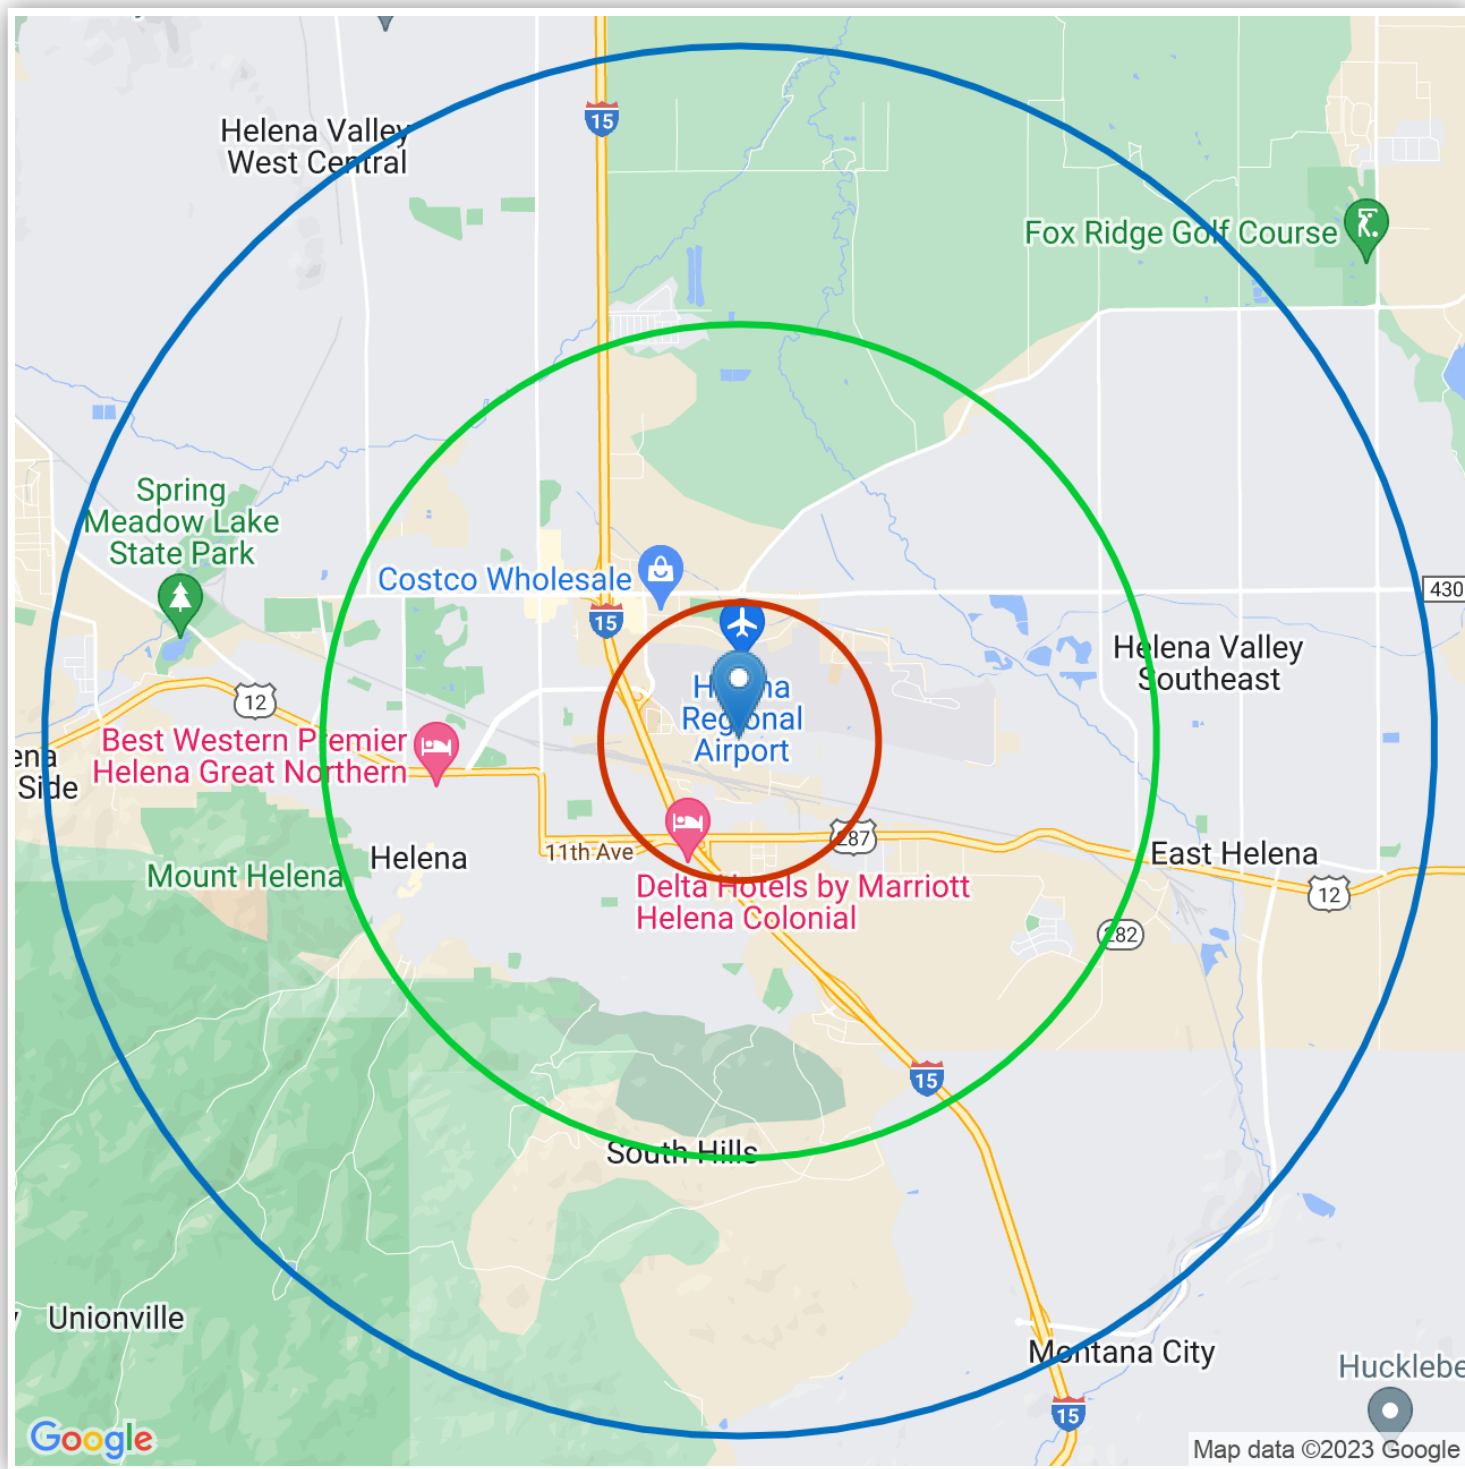 15
Helena Valley
West Central
Fox Ridge Golf Course
Spring
Meadow Lake
State Park
Costco Wholesale
430
15
Helena Valley
Southeast
12
Regional
Airport
Best Western Premier
Helena Great Northern
Side
287
11th Ave
Helena
East Helena
Mount Helena
12
Delta Hotels by Marriott
Helena Colonial
282
15
South Hills
Unionville
Montana City
15
Google
Map data ©2023 Google